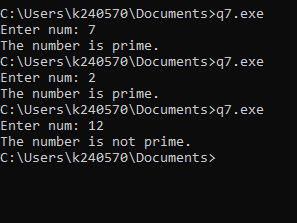 C:\Users\k240570\Documents>q7.exe
Enter num: 7
The number is prime.
C:\Users\k240570\Documents>q7.exe
Enter num: 2
The number is prime.
C:\Users\k240570\Documents>q7.exe
Enter num: 12
The number is not prime.
C:\Users\k240570\Documents>